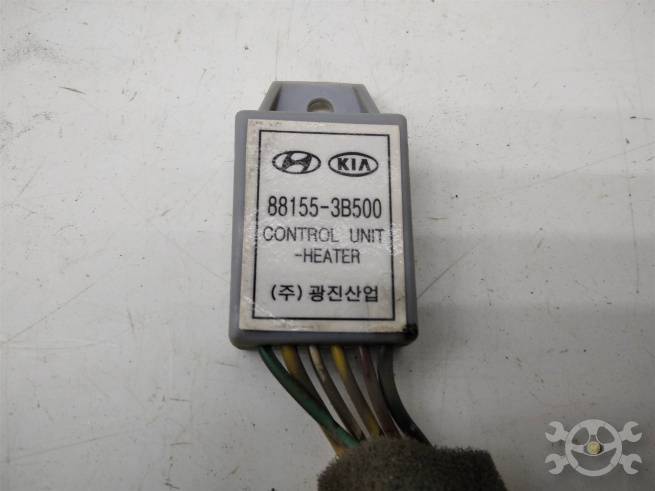 KIA
88155-3B500
CONTROL UNIT
-HEATER
(주) 광진산업